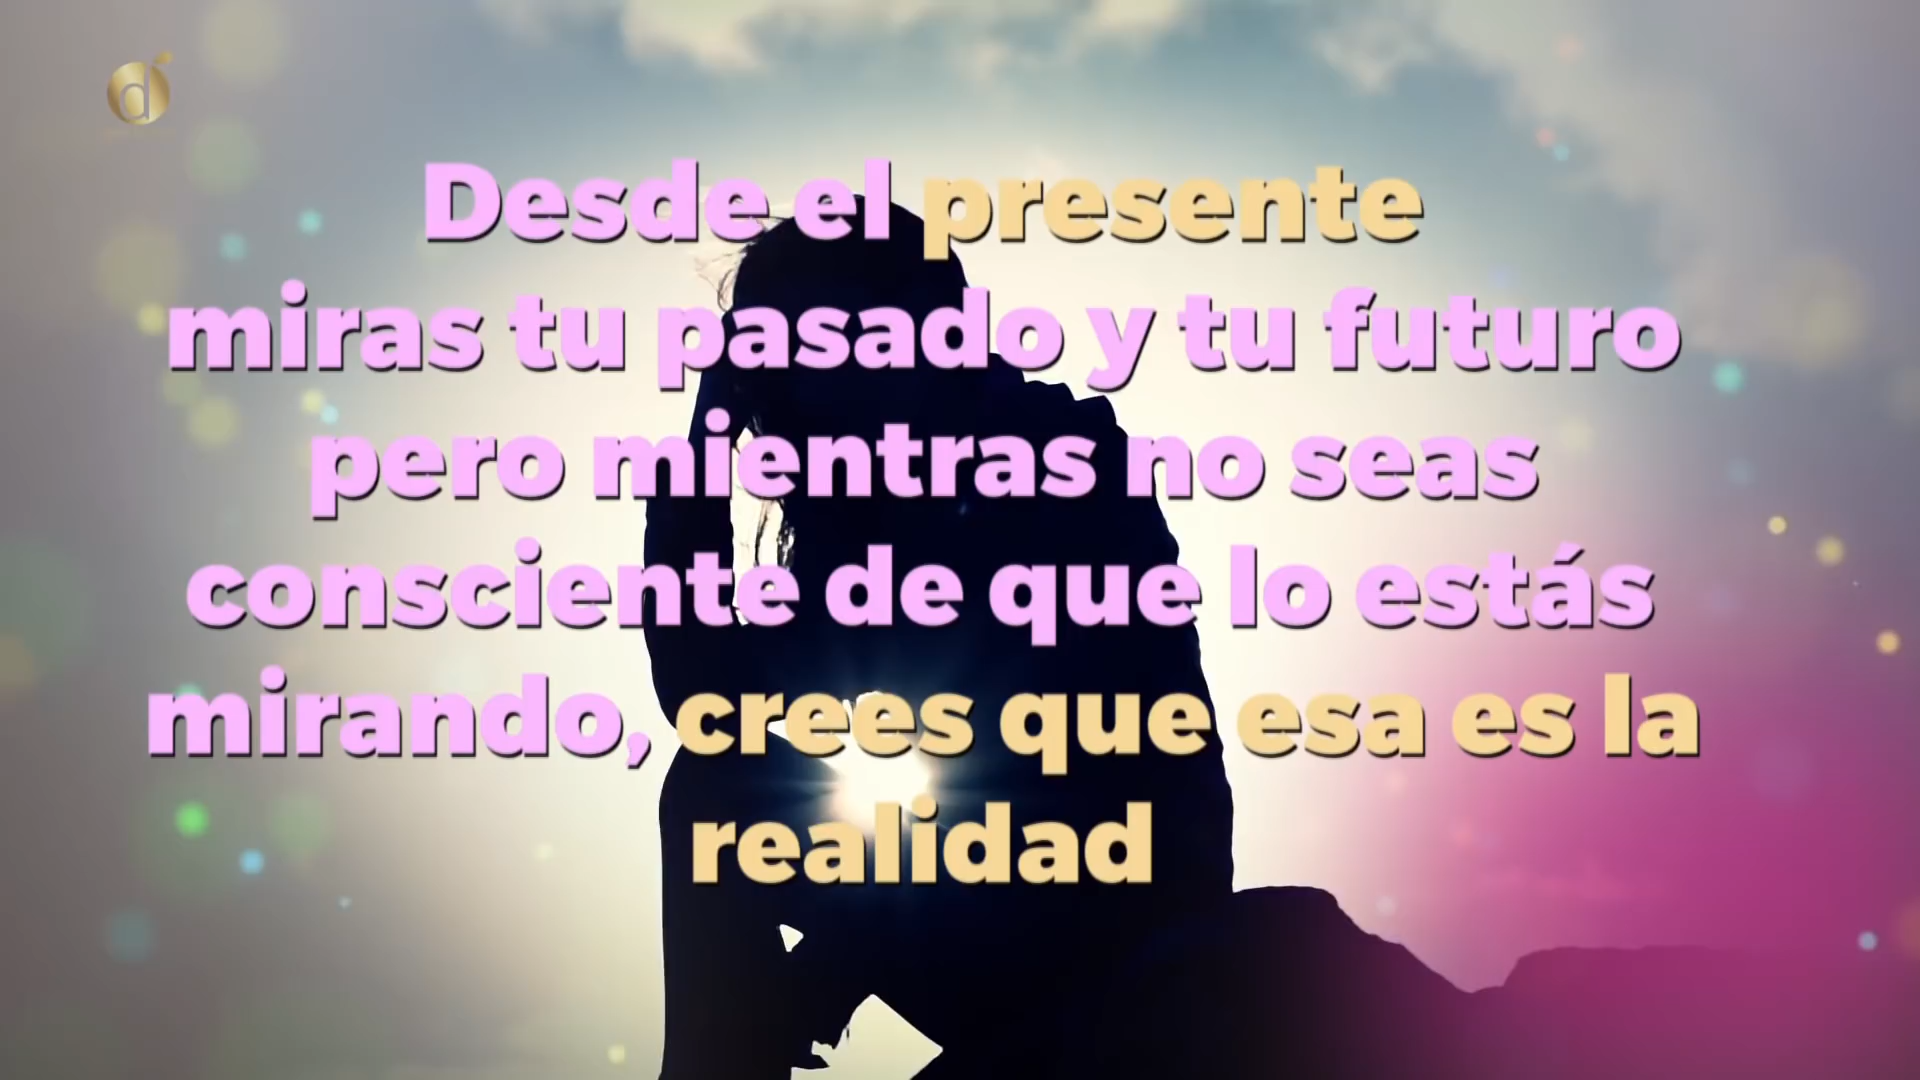 d
Desde el presente
miras tu pasado y tu futuro
pero mientras no seas
consciente de que lo estás
mirando, crees que esa es la
realidad